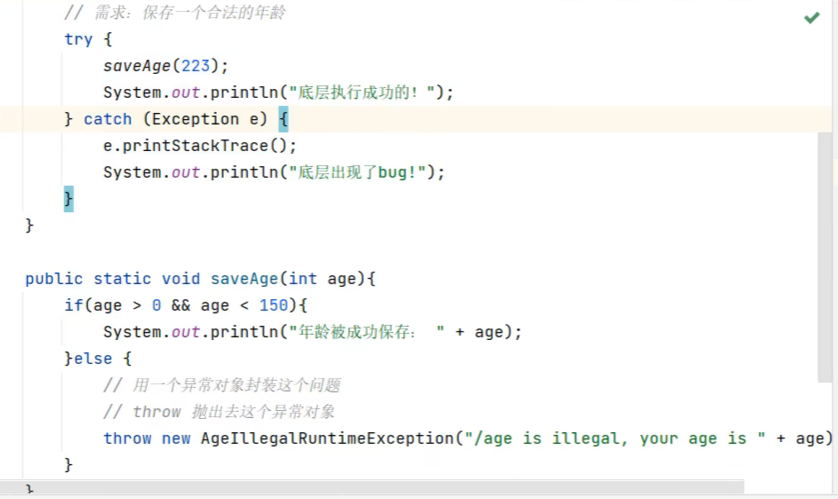 // 需求：保存一个合法的年龄
try {
saveAge(223);
System.out.println("底层执行成功的！");
} catch (Exception e) {
e.printStackTrace();
System.out.println("底层出现了bug!");
}
}
public static void saveAge(int age){
if(age > 0 && age < 150){
System.out.println("年龄被成功保存： " + age);
}else {
// 用一个异常对象封装这个问题
// throw 抛出去这个异常对象
throw new AgeIllegalRuntimeException("/age is illegal, your age is " + age)
}
}